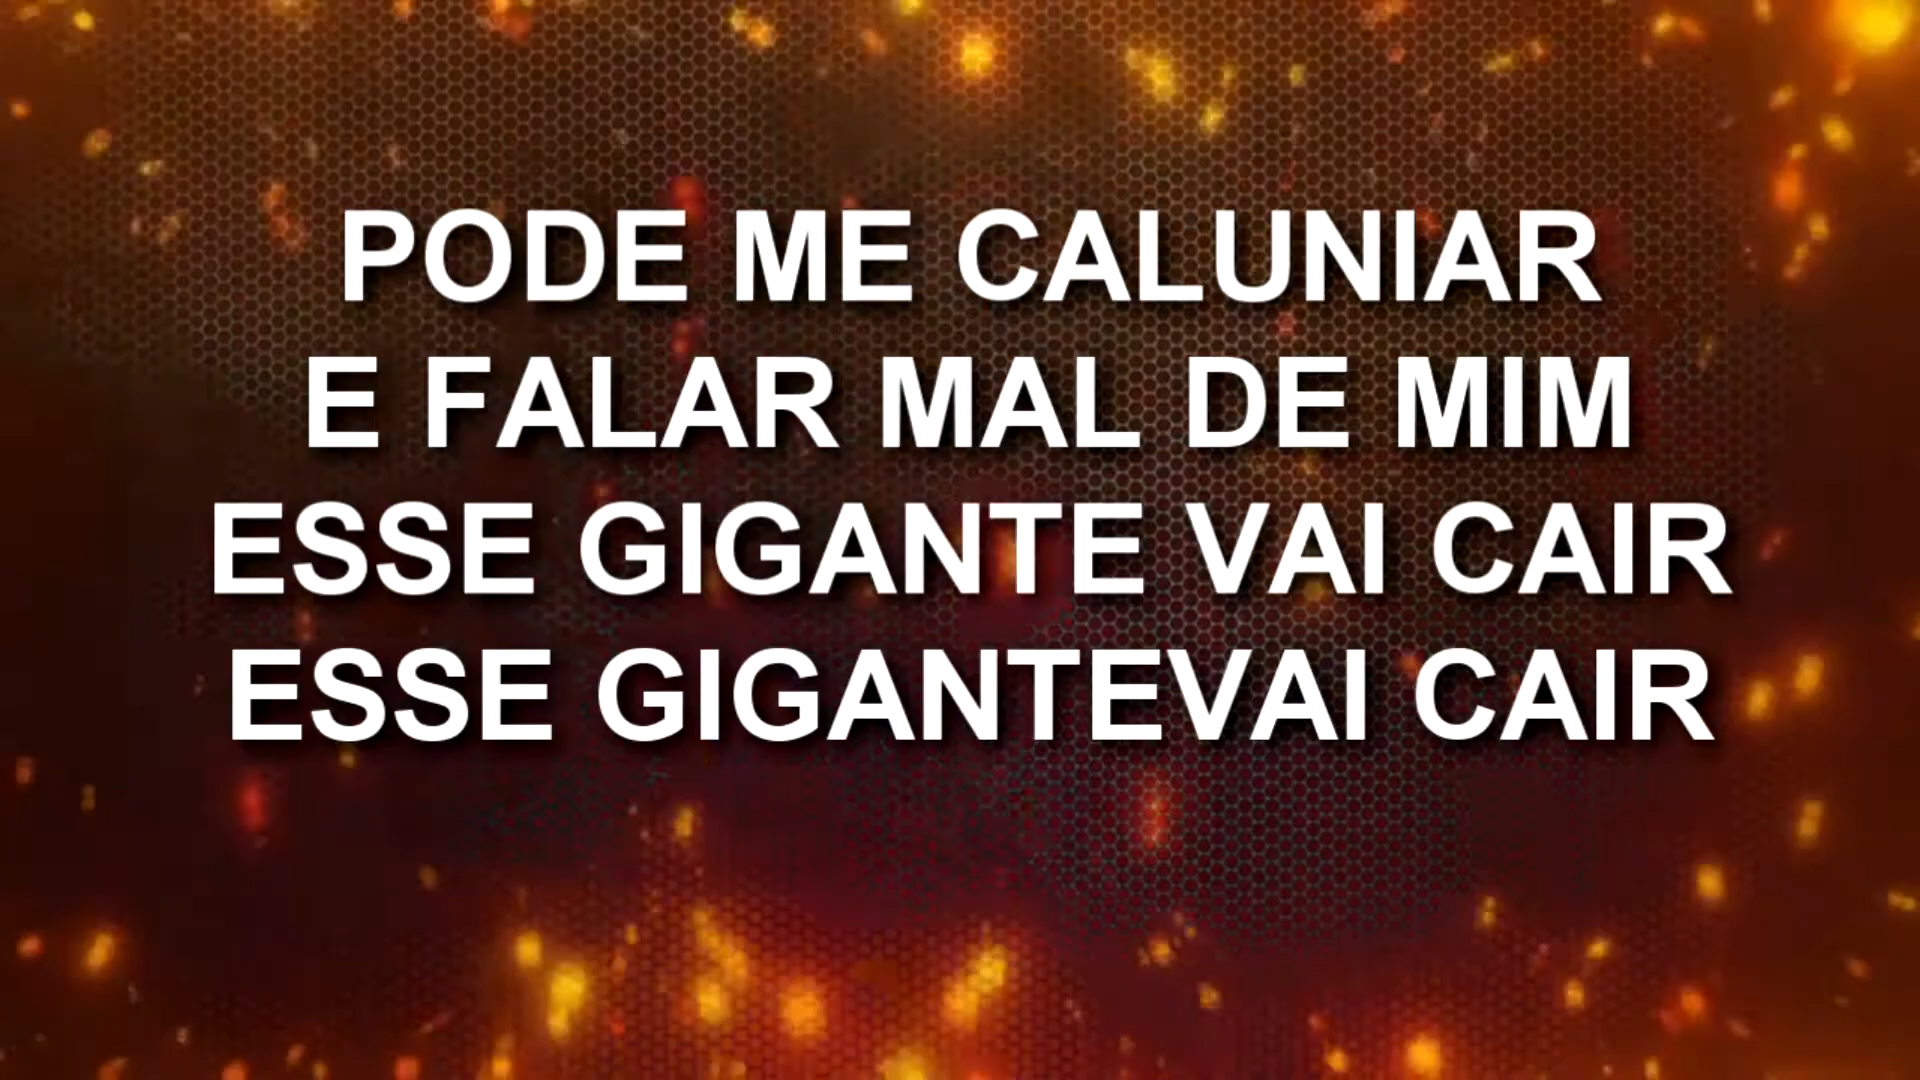 PODE ME CALUNIAR
E FALAR MAL DE MIM
ESSE GIGANTE VAI CAIR
ESSE GIGANTEVAI CAIR